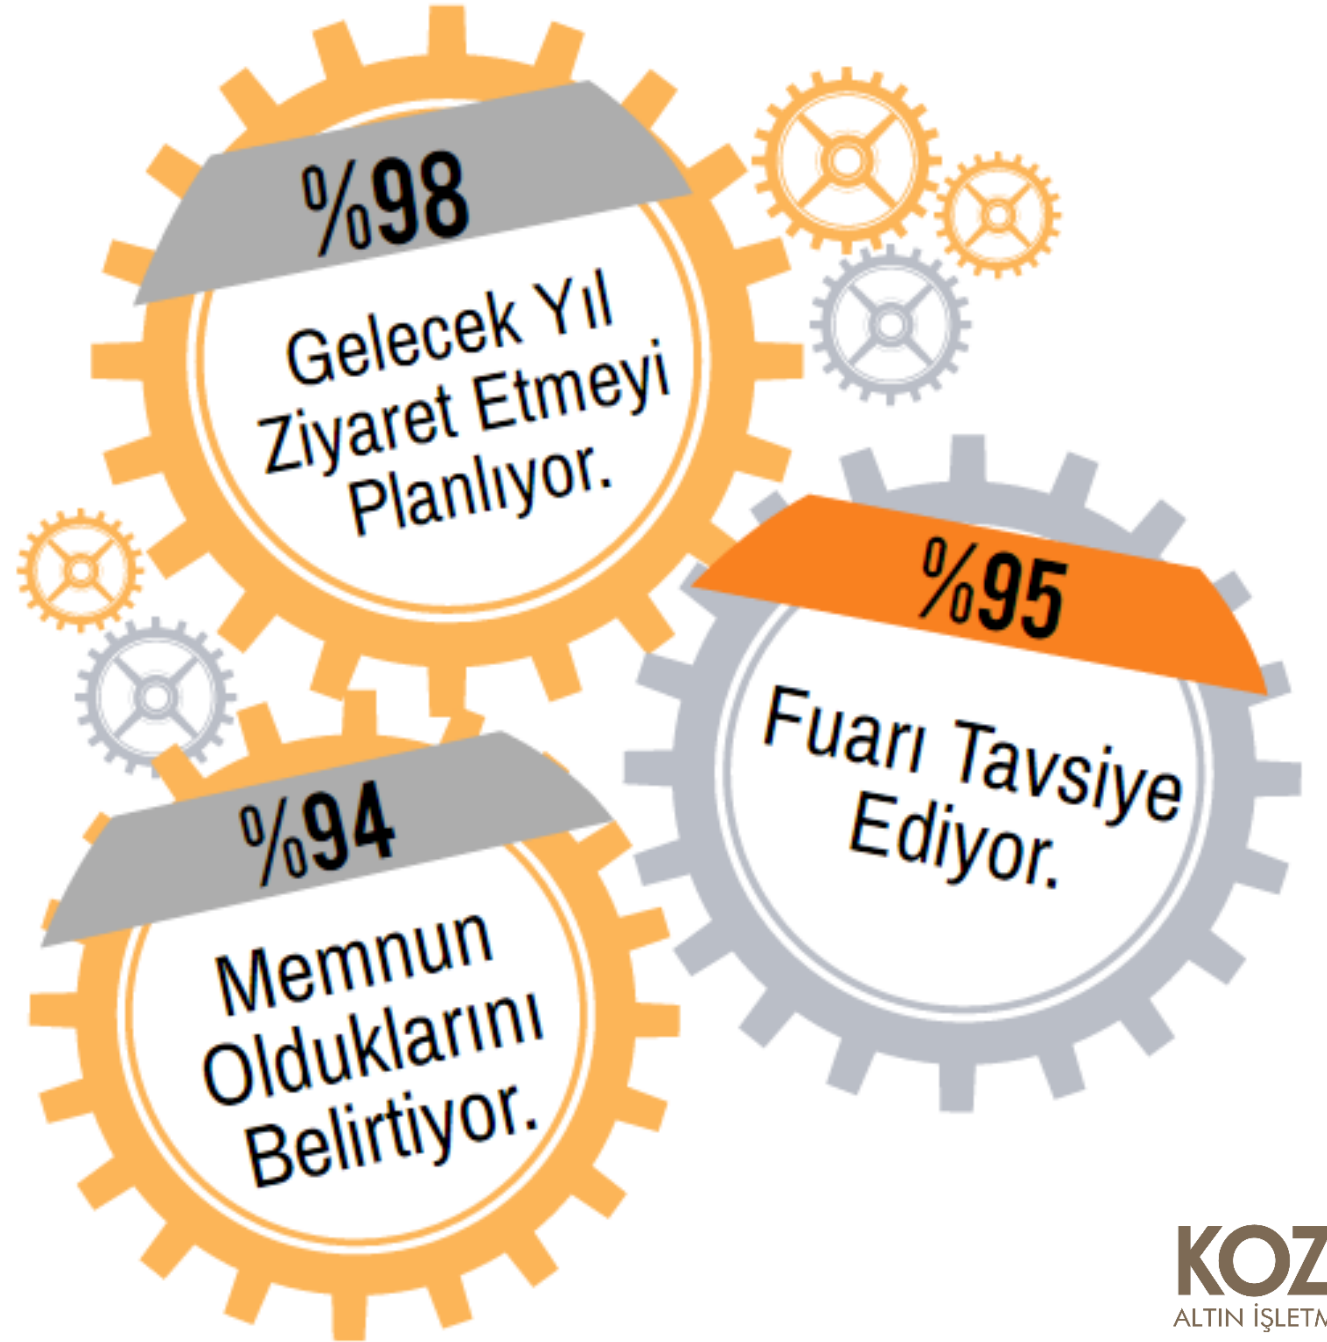 %98
Gelecek Yıl
Ziyaret Etmeyi
Planlıyor.
%95
Fuarı Tavsiye
Ediyor.
%94
Memnun
Olduklarını
Belirtiyor.
KOZ
ALTIN İŞLETM